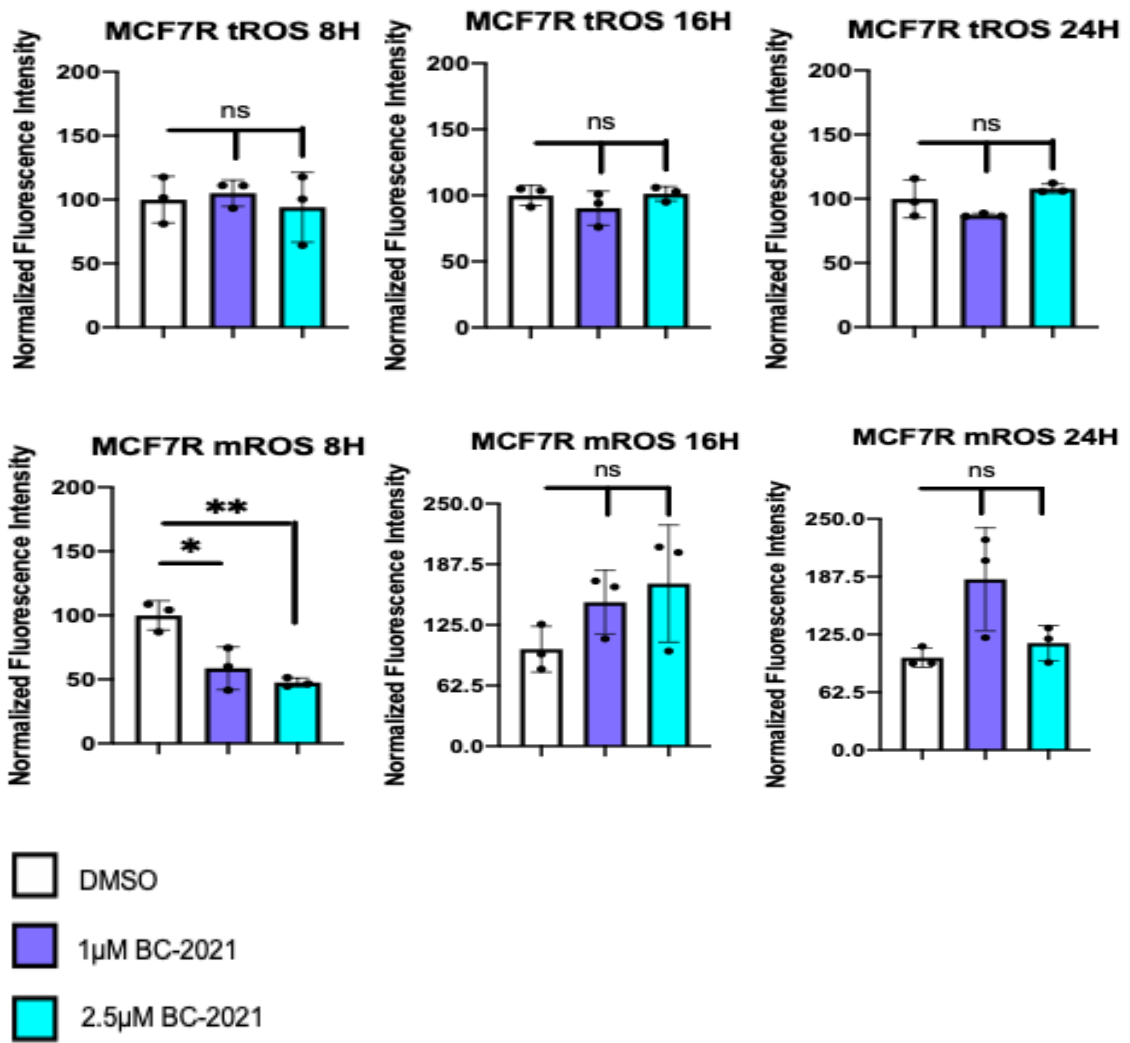 MCF7R tROS 8H
Normalized Fluorescence Intensity
200
150
100
50
0
ns
MCF7R tROS 16H
Normalized Fluorescence Intensity
200
150
100
50
0
ns
MCF7R tROS 24H
Normalized Fluorescence Intensity
200
150
100
50
0
ns
MCF7R mROS 8H
Normalized Fluorescence Intensity
200
150
100
50
0
**
*
MCF7R mROS 16H
Normalized Fluorescence Intensity
250.0
187.5
125.0
62.5
0.0
ns
MCF7R mROS 24H
Normalized Fluorescence Intensity
250.0
187.5
125.0
62.5
0.0
ns
DMSO
1µM BC-2021
2.5µM BC-2021